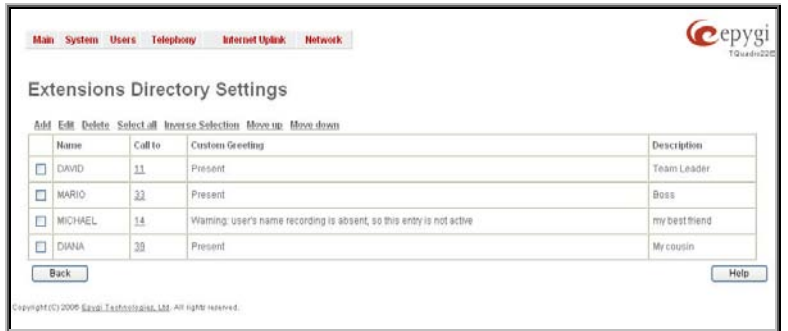 Main System Users Telephony Internet Uplink Network
epygi
Extensions Directory Settings
Add Edit Delete Select all Inverse Selection Move up Move down
Name Call to Custom Greeting Description
DAVID 11 Present Team Leader
MARIO 33 Present Boss
MICHAEL 14 Warning: user's name recording is absent, so this entry is not active my best friend
DIANA 39 Present My cousin
Back Help
Copyright (C) 2006 Epygi Technologies, Ltd. All rights reserved.